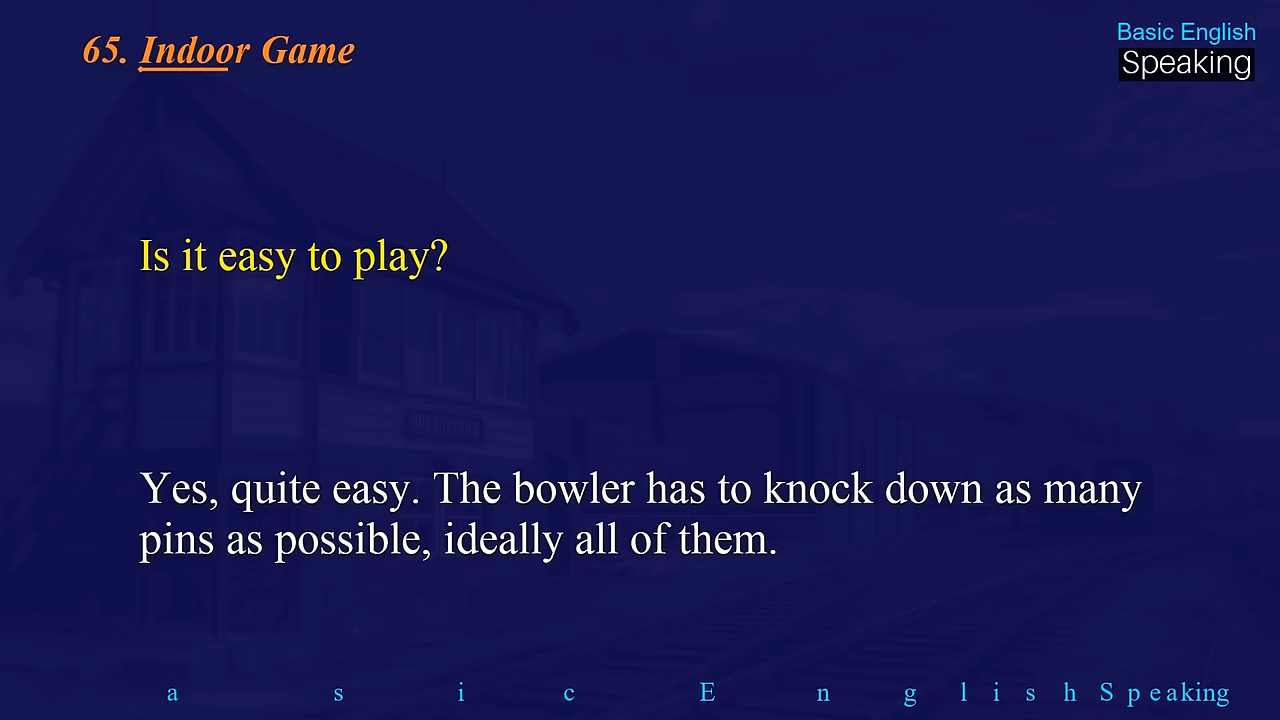 65. Indoor Game
Basic English
Speaking
Is it easy to play?
Yes, quite easy. The bowler has to knock down as many
pins as possible, ideally all of them.
a s i c E n g l i s h S p e a k i n g